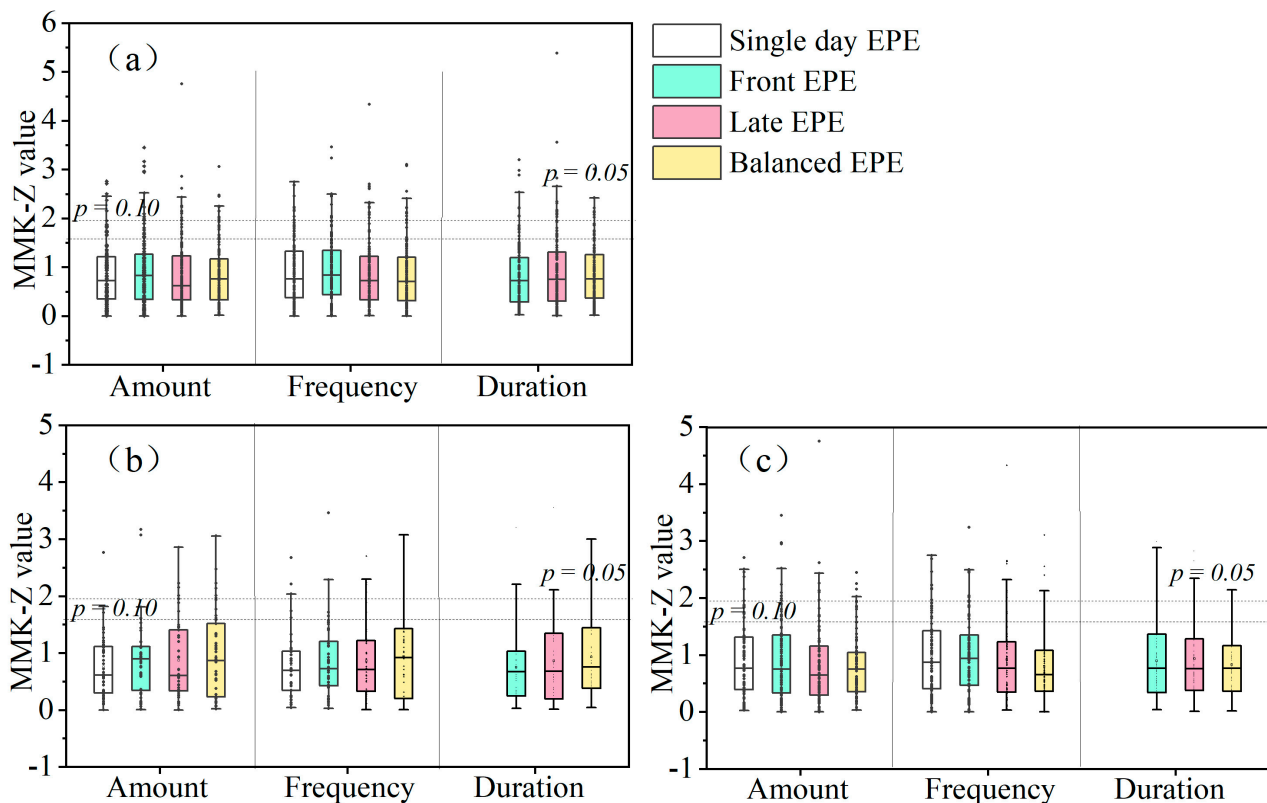 Single day EPE
Front EPE
Late EPE
Balanced EPE
(a)
MMK-Z value
6
5
4
3
2
1
0
-1
p = 0.10
p = 0.05
Amount Frequency Duration
(b)
MMK-Z value
5
4
3
2
1
0
-1
p = 0.10
p = 0.05
Amount Frequency Duration
(c)
MMK-Z value
5
4
3
2
1
0
-1
p = 0.10
p = 0.05
Amount Frequency Duration